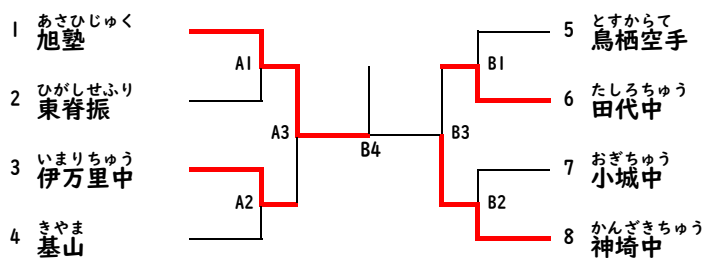 1 あさひじゅく
旭塾
A1
2 ひがしせふり
東脊振
A3
3 いまりちゅう
伊万里中
A2
4 きやま
基山
B4
5 とすからて
鳥栖空手
B1
6 たしろちゅう
田代中
B3
7 おぎちゅう
小城中
B2
8 かんざきちゅう
神埼中